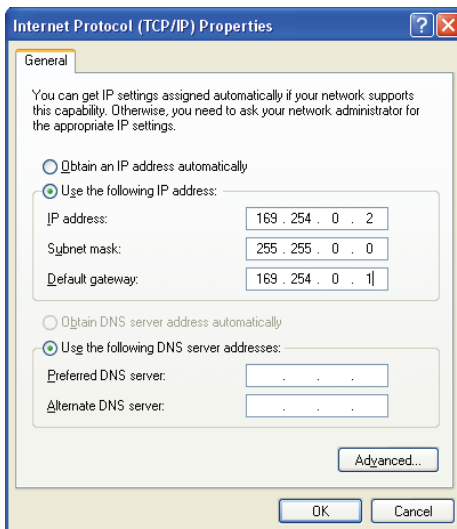 Internet Protocol (TCP/IP) Properties
General
You can get IP settings assigned automatically if your network supports
this capability. Otherwise, you need to ask your network administrator for
the appropriate IP settings.
Obtain an IP address automatically
Use the following IP address:
IP address: 169 . 254 . 0 . 2
Subnet mask: 255 . 255 . 0 . 0
Default gateway: 169 . 254 . 0 . 1
Obtain DNS server address automatically
Use the following DNS server addresses:
Preferred DNS server: . . .
Alternate DNS server: . . .
Advanced...
OK Cancel